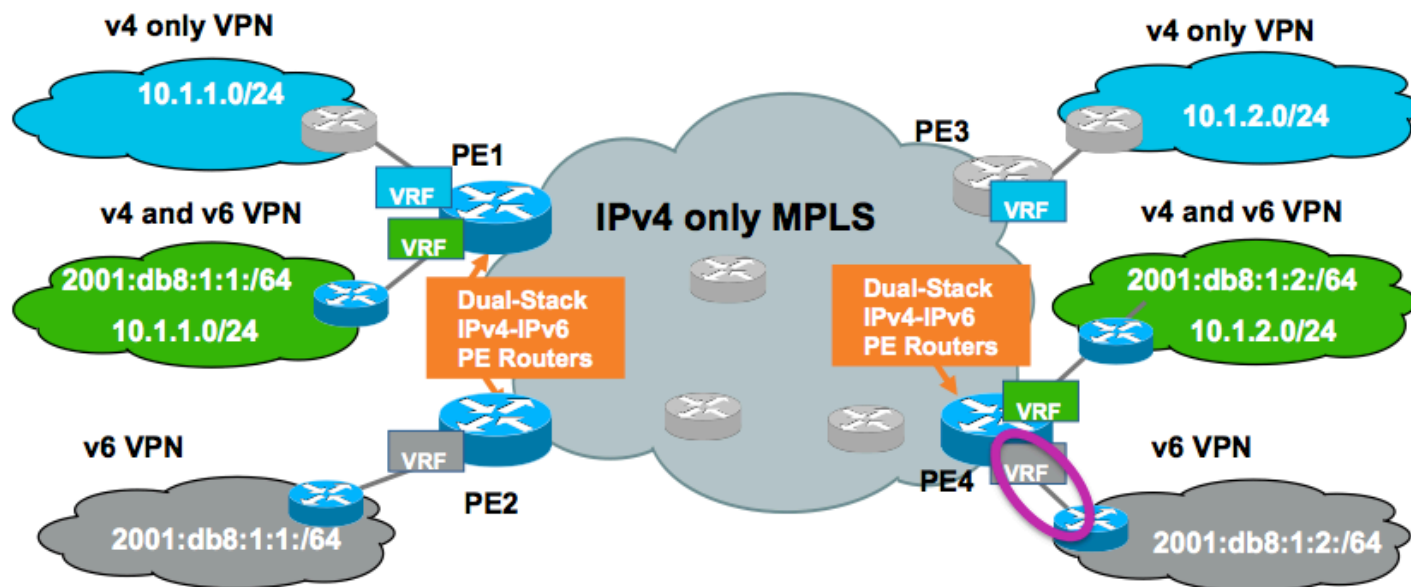 v4 only VPN
10.1.1.0/24
PE1
VRF
v4 and v6 VPN
VRF
2001:db8:1:1:/64
10.1.1.0/24
Dual-Stack
IPv4-IPv6
PE Routers
v6 VPN
VRF
PE2
2001:db8:1:1:/64
IPv4 only MPLS
v4 only VPN
PE3
10.1.2.0/24
VRF
v4 and v6 VPN
2001:db8:1:2:/64
10.1.2.0/24
Dual-Stack
IPv4-IPv6
PE Routers
VRF
VRF
PE4
v6 VPN
2001:db8:1:2:/64